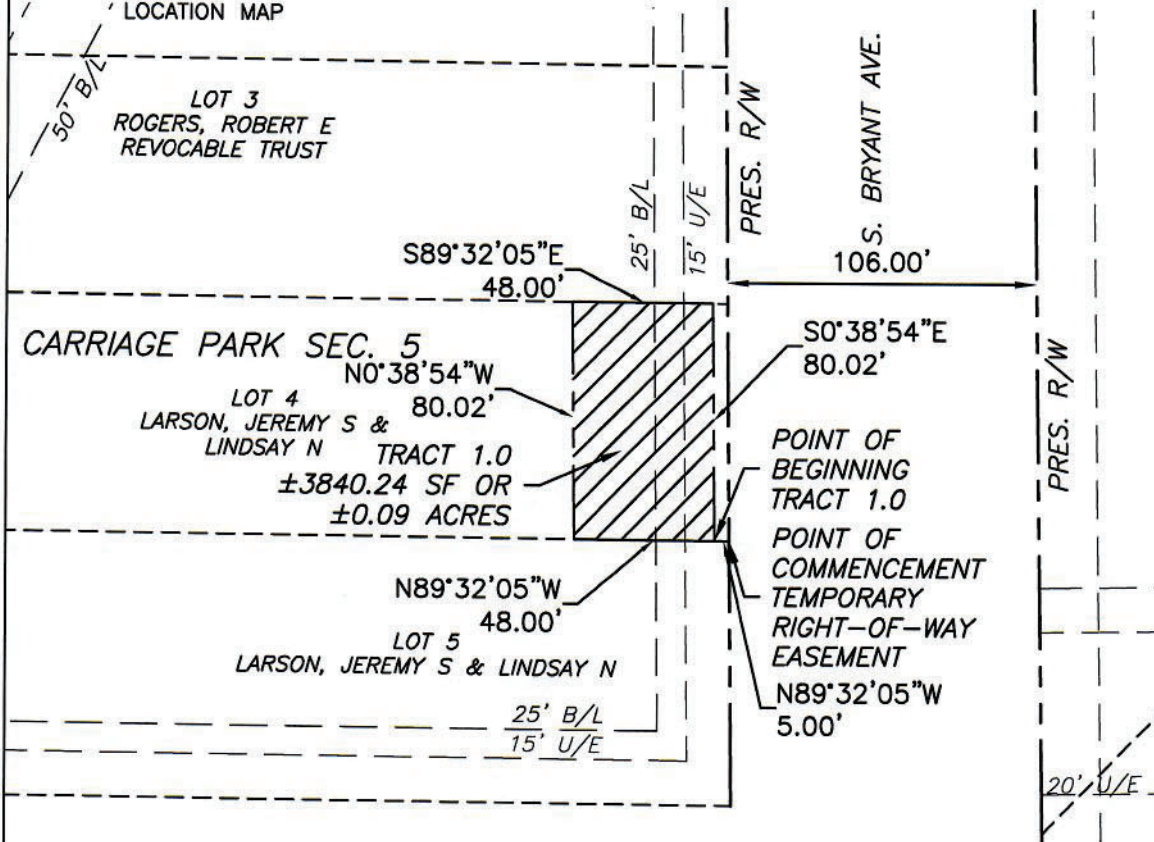 LOCATION MAP
50' B/L
LOT 3
ROGERS, ROBERT E
REVOCABLE TRUST
25' B/L
15' U/E
PRES. R/W
S. BRYANT AVE.
106.00'
S89°32'05"E
48.00'
CARRIAGE PARK SEC. 5
N0°38'54"W
80.02'
S0°38'54"E
80.02'
PRES. R/W
LOT 4
LARSON, JEREMY S &
LINDSAY N
TRACT 1.0
±3840.24 SF OR
±0.09 ACRES
POINT OF
BEGINNING
TRACT 1.0
POINT OF
COMMENCEMENT
TEMPORARY
RIGHT-OF-WAY
EASEMENT
N89°32'05"W
5.00'
N89°32'05"W
48.00'
LOT 5
LARSON, JEREMY S & LINDSAY N
25' B/L
15' U/E
20' U/E